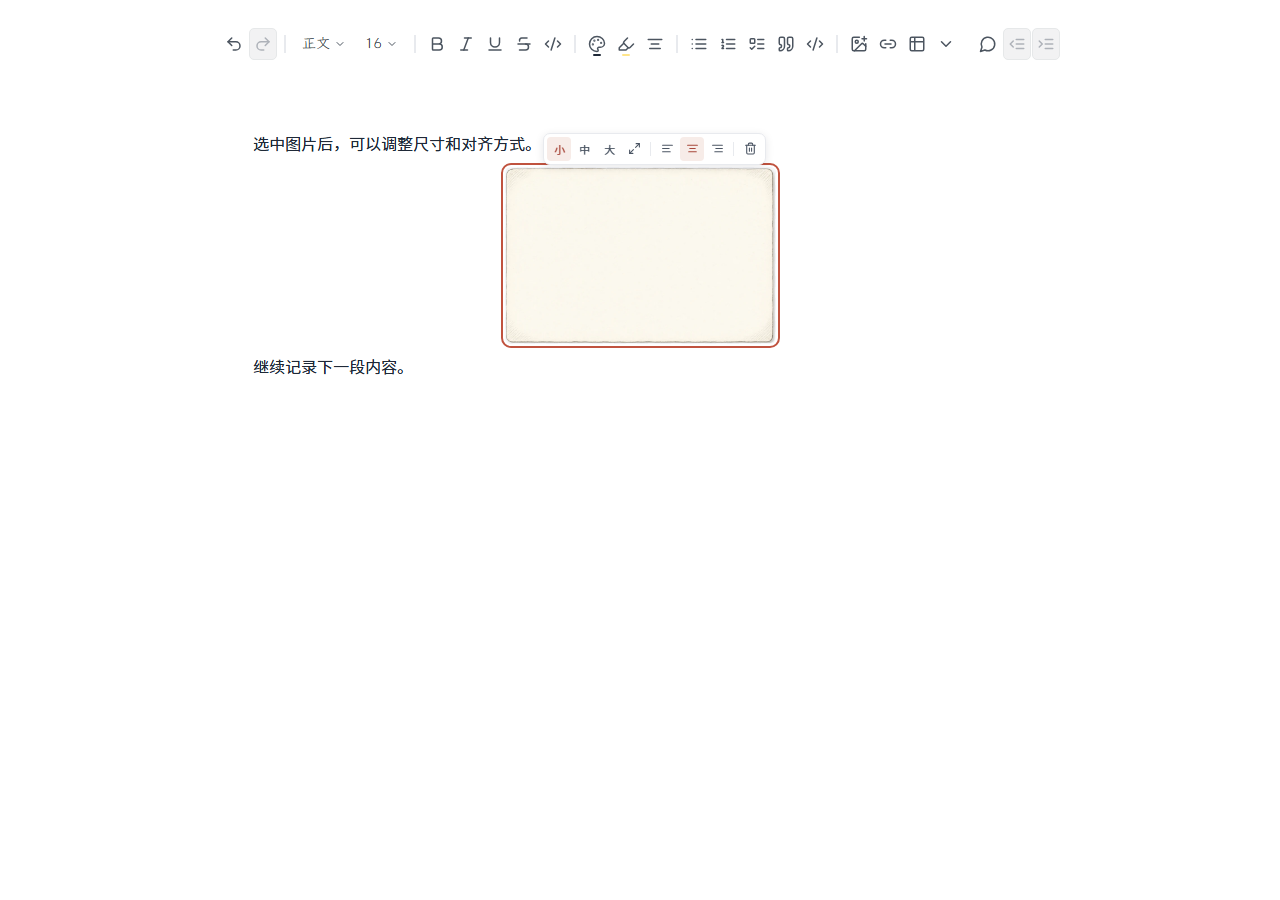 正文 16
选中图片后，可以调整尺寸和对齐方式。
小 中 大
继续记录下一段内容。